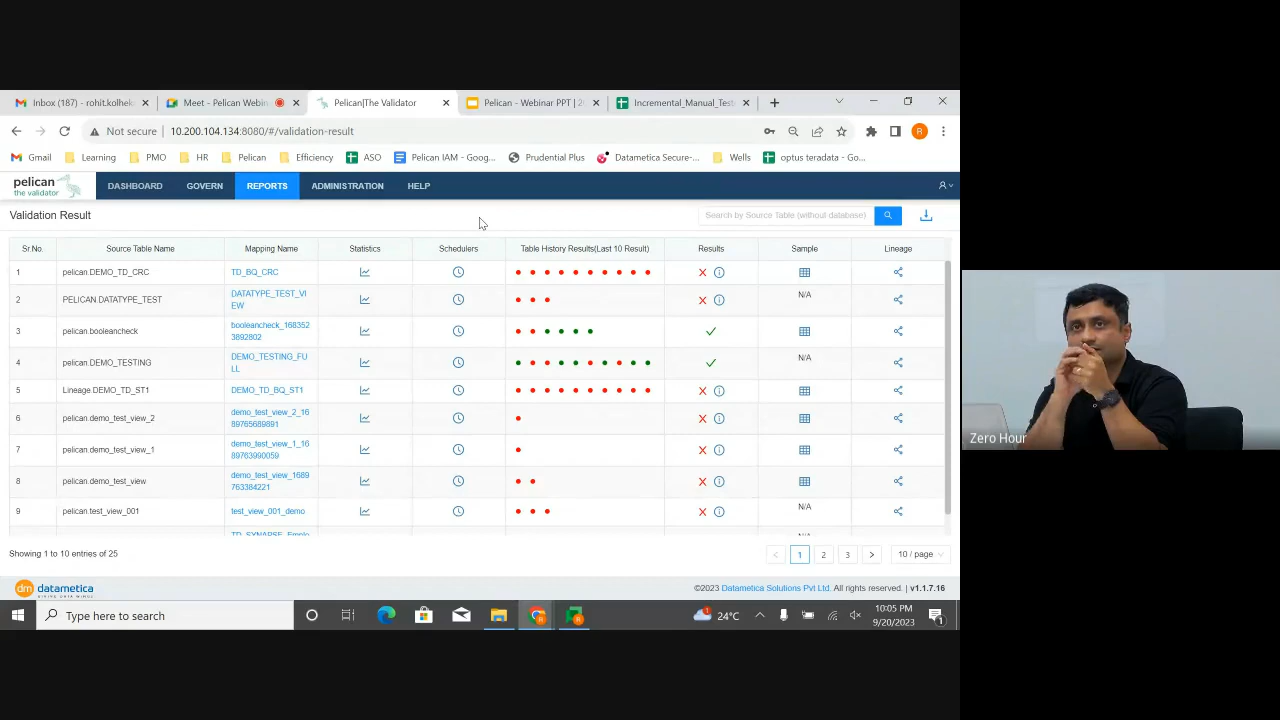 Inbox (187) - rohit.kolhek
Meet - Pelican Webin
Pelican|The Validator
Pelican - Webinar PPT | 2
Incremental_Manual_Test
Not secure 10.200.104.134:8080/#/validation-result
R
Gmail Learning PMO HR Pelican Efficiency ASO Pelican IAM - Goog... Prudential Plus Datametica Secure-... Wells optus teradata - Go...
pelican
the validator
DASHBOARD GOVERN REPORTS ADMINISTRATION HELP
Validation Result
Search by Source Table (without database)
Sr.No. Source Table Name Mapping Name Statistics Schedulers Table History Results(Last 10 Result) Results Sample Lineage
1 pelican.DEMO_TD_CRC TD_BQ_CRC
2 PELICAN.DATATYPE_TEST DATATYPE_TEST_VI
EW
N/A
3 pelican.booleancheck booleancheck_168352
3892802
4 pelican.DEMO_TESTING DEMO_TESTING_FU
LL
N/A
5 Lineage.DEMO_TD_ST1 DEMO_TD_BQ_ST1
6 pelican.demo_test_view_2 demo_test_view_2_16
89765689891
7 pelican.demo_test_view_1 demo_test_view_1_16
89763990059
8 pelican.demo_test_view demo_test_view_1689
763384221
9 pelican.test_view_001 test_view_001_demo
N/A
Showing 1 to 10 entries of 25
1 2 3 10 / page
dm datametica
©2023 Datametica Solutions Pvt Ltd. All rights reserved. | v1.1.7.16
Type here to search
24°C
10:05 PM
9/20/2023
Zero Hour